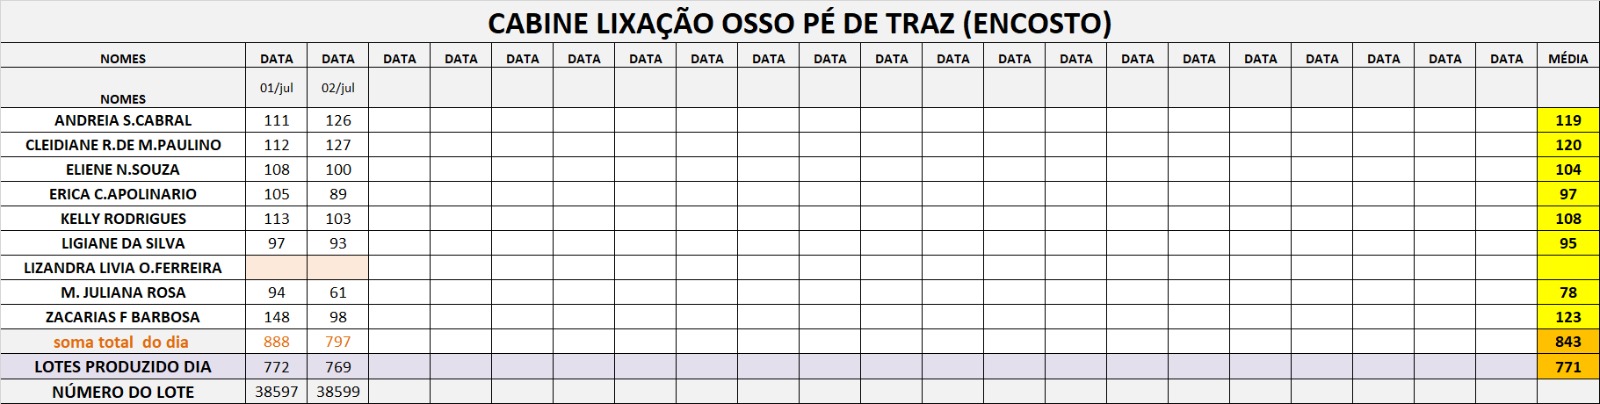 CABINE LIXAÇÃO OSSO PÉ DE TRAZ (ENCOSTO)
NOMES DATA DATA DATA DATA DATA DATA DATA DATA DATA DATA DATA DATA DATA DATA DATA DATA DATA DATA DATA DATA DATA MÉDIA
NOMES 01/jul 02/jul
ANDREIA S.CABRAL 111 126 119
CLEIDIANE R.DE M.PAULINO 112 127 120
ELIENE N.SOUZA 108 100 104
ERICA C.APOLINARIO 105 89 97
KELLY RODRIGUES 113 103 108
LIGIANE DA SILVA 97 93 95
LIZANDRA LIVIA O.FERREIRA
M. JULIANA ROSA 94 61 78
ZACARIAS F BARBOSA 148 98 123
soma total do dia 888 797 843
LOTES PRODUZIDO DIA 772 769 771
NÚMERO DO LOTE 38597 38599